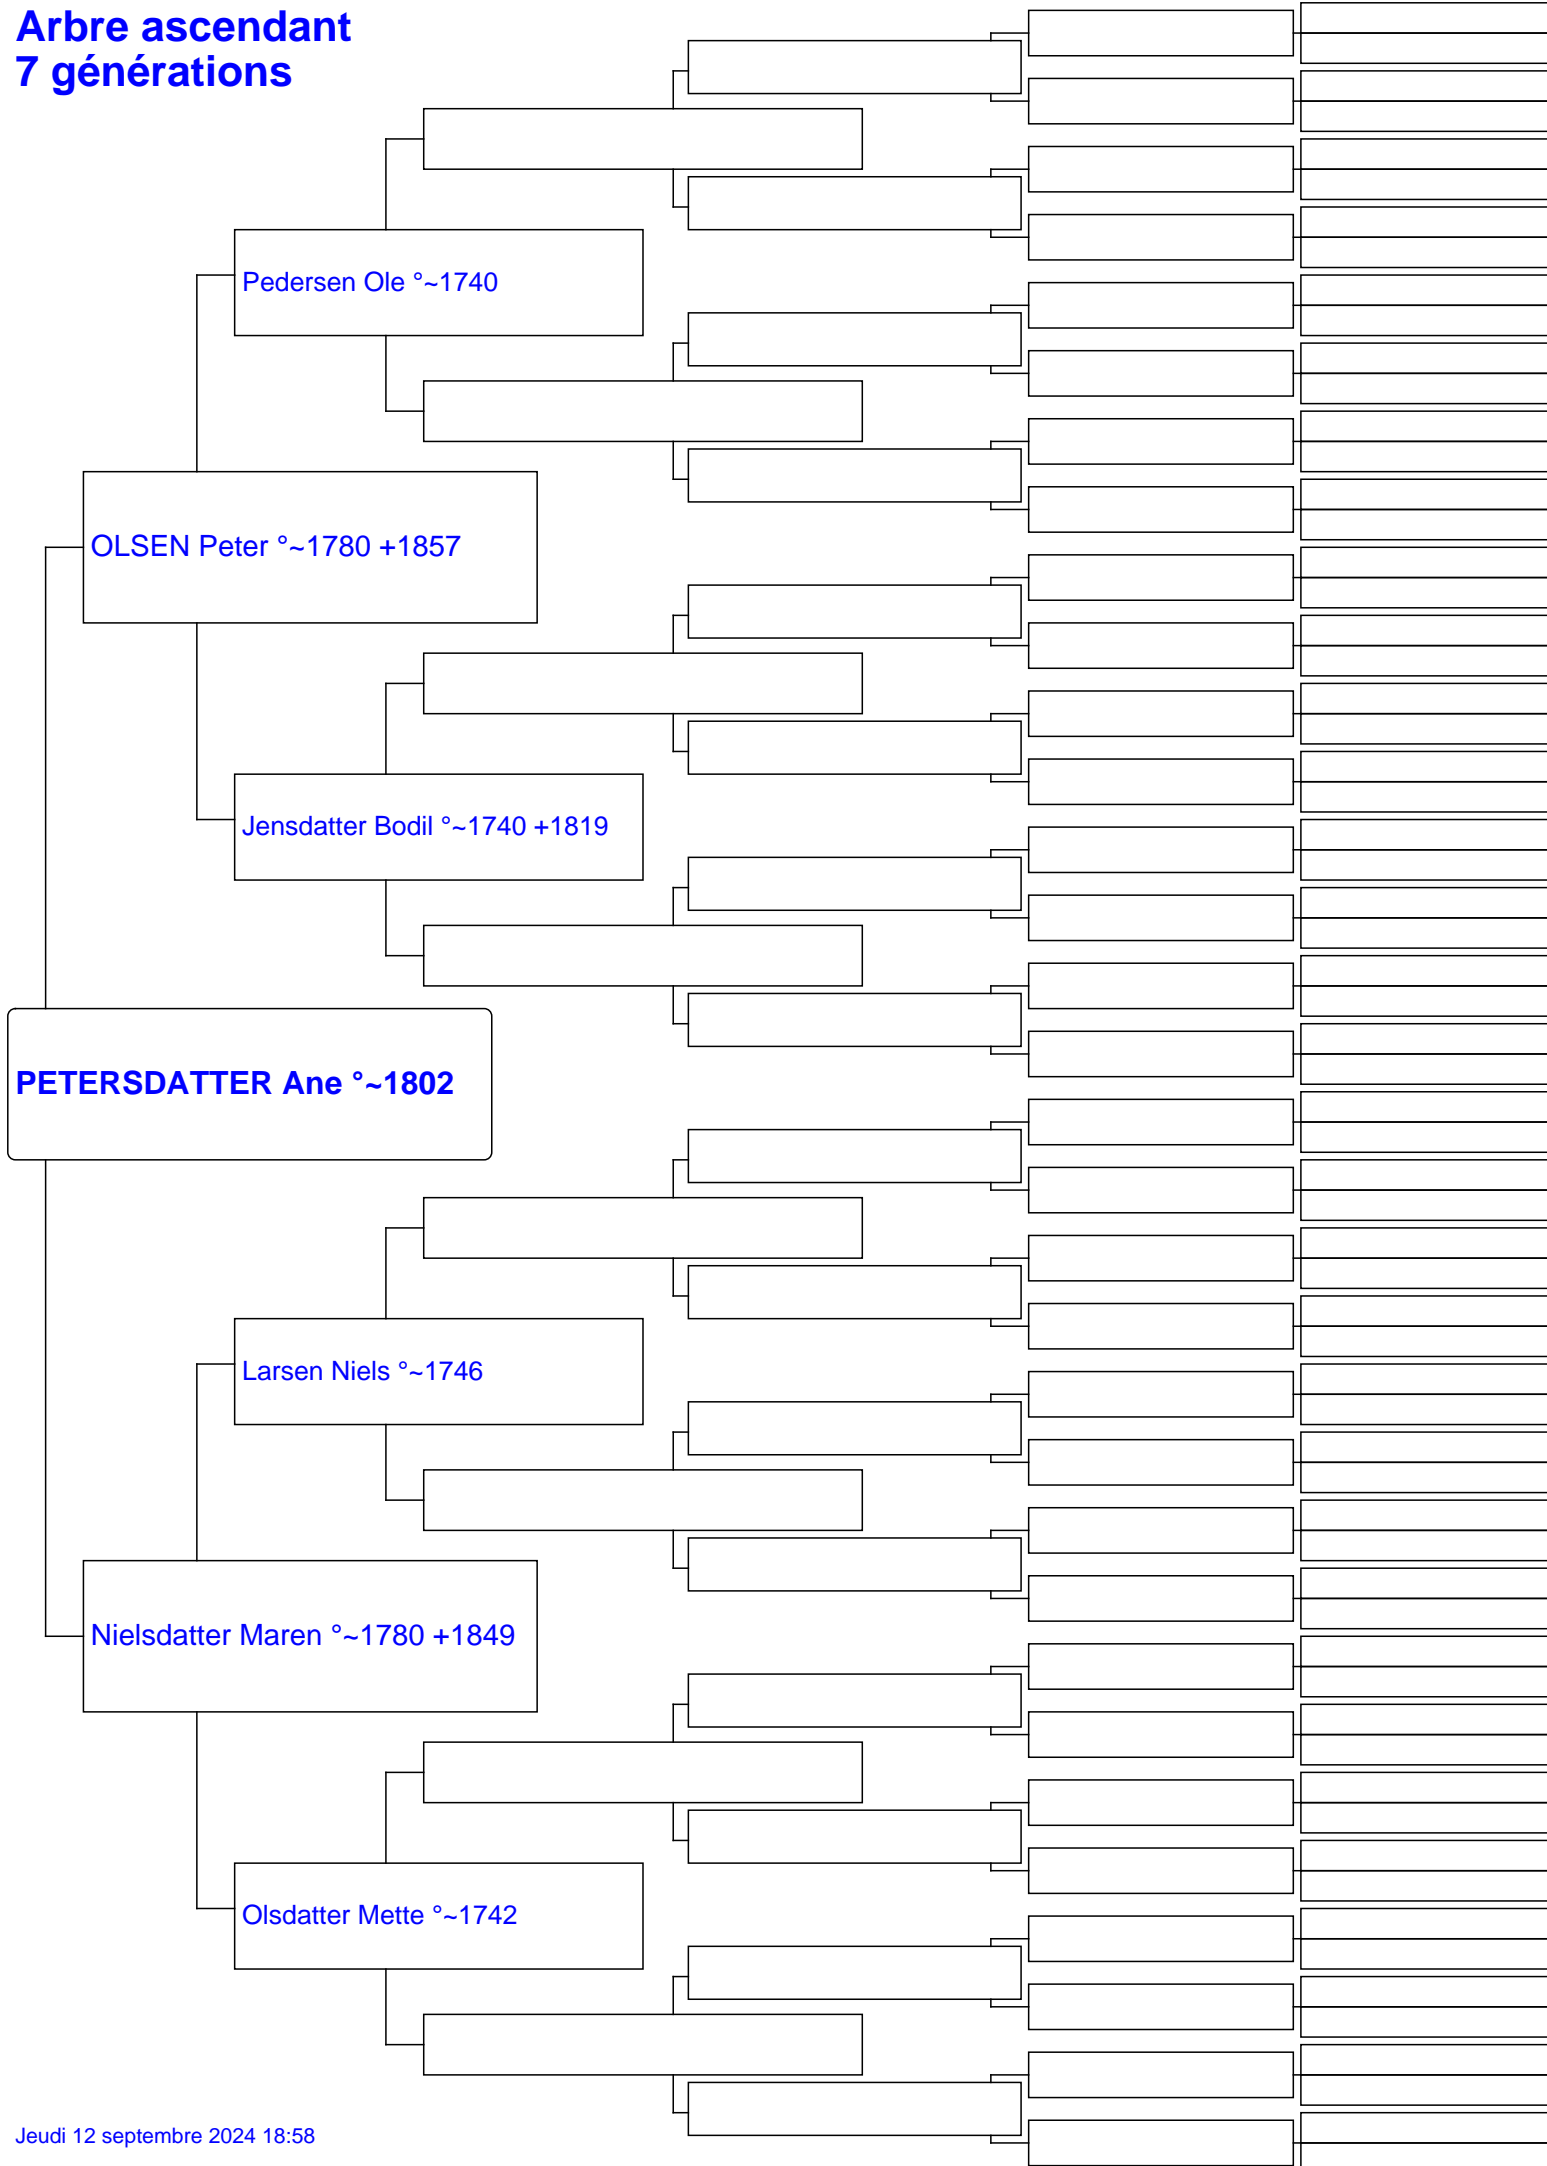 Arbre ascendant
7 générations
Pedersen Ole °~1740
OLSEN Peter °~1780 +1857
Jensdatter Bodil °~1740 +1819
PETERSDATTER Ane °~1802
Larsen Niels °~1746
Nielsdatter Maren °~1780 +1849
Olsdatter Mette °~1742
Jeudi 12 septembre 2024 18:58